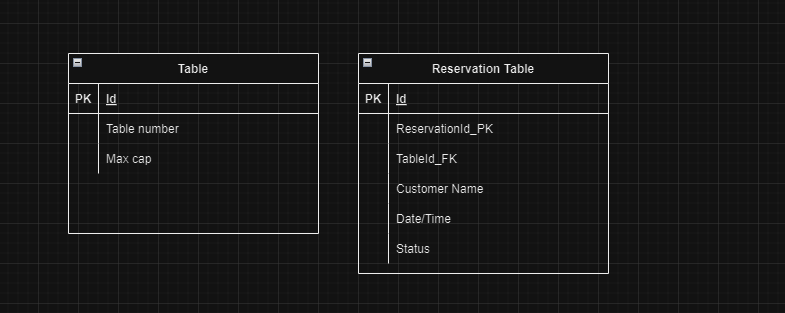 Table
PK Id
Table number
Max cap
Reservation Table
PK Id
ReservationId_PK
TableId_FK
Customer Name
Date/Time
Status